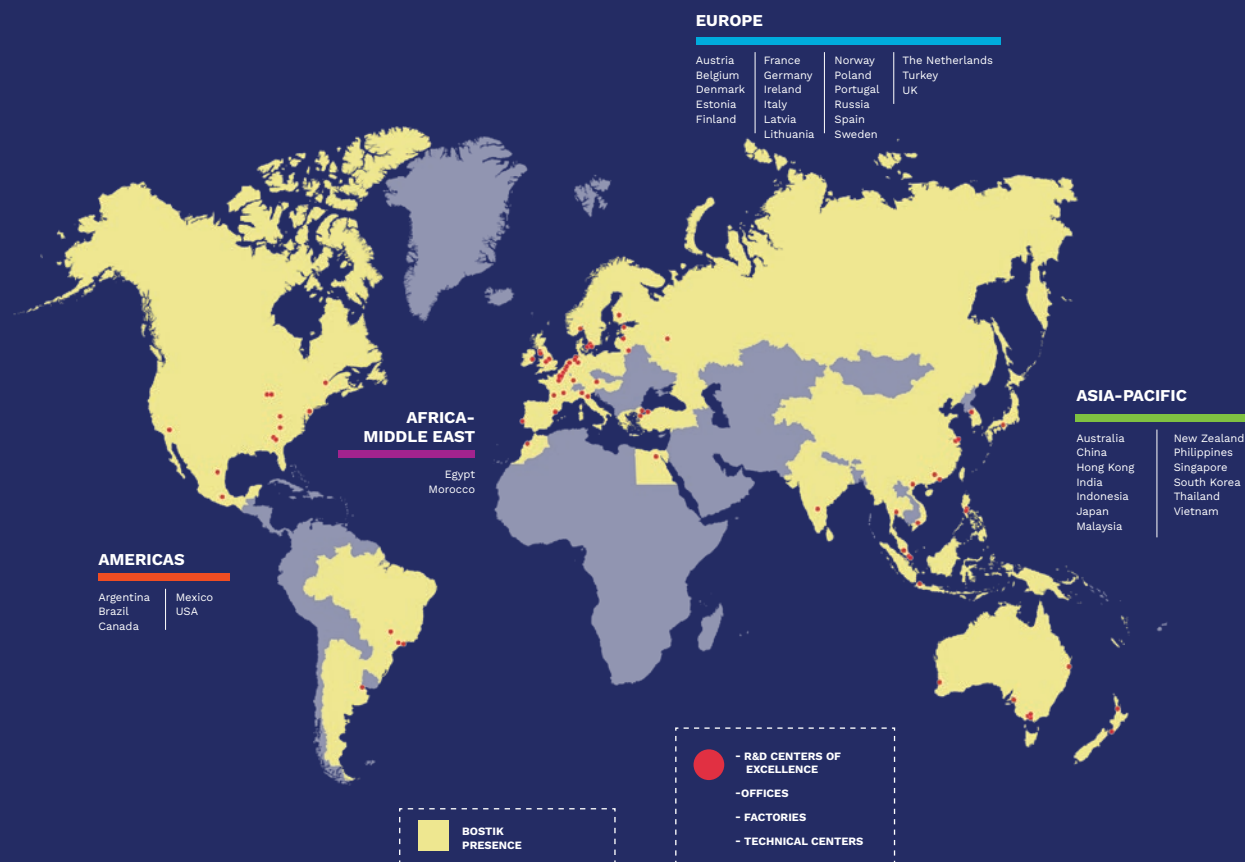 EUROPE
Austria
Belgium
Denmark
Estonia
Finland
France
Germany
Ireland
Italy
Latvia
Lithuania
Norway
Poland
Portugal
Russia
Spain
Sweden
The Netherlands
Turkey
UK
AFRICA-
MIDDLE EAST
Egypt
Morocco
ASIA-PACIFIC
Australia
China
Hong Kong
India
Indonesia
Japan
Malaysia
New Zealand
Philippines
Singapore
South Korea
Thailand
Vietnam
AMERICAS
Argentina
Brazil
Canada
Mexico
USA
BOSTIK
PRESENCE
- R&D CENTERS OF
EXCELLENCE
-OFFICES
- FACTORIES
- TECHNICAL CENTERS